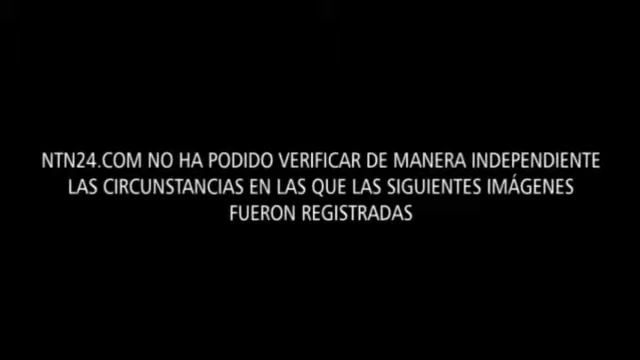 NTN24.COM NO HA PODIDO VERIFICAR DE MANERA INDEPENDIENTE
LAS CIRCUNSTANCIAS EN LAS QUE LAS SIGUIENTES IMÁGENES
FUERON REGISTRADAS